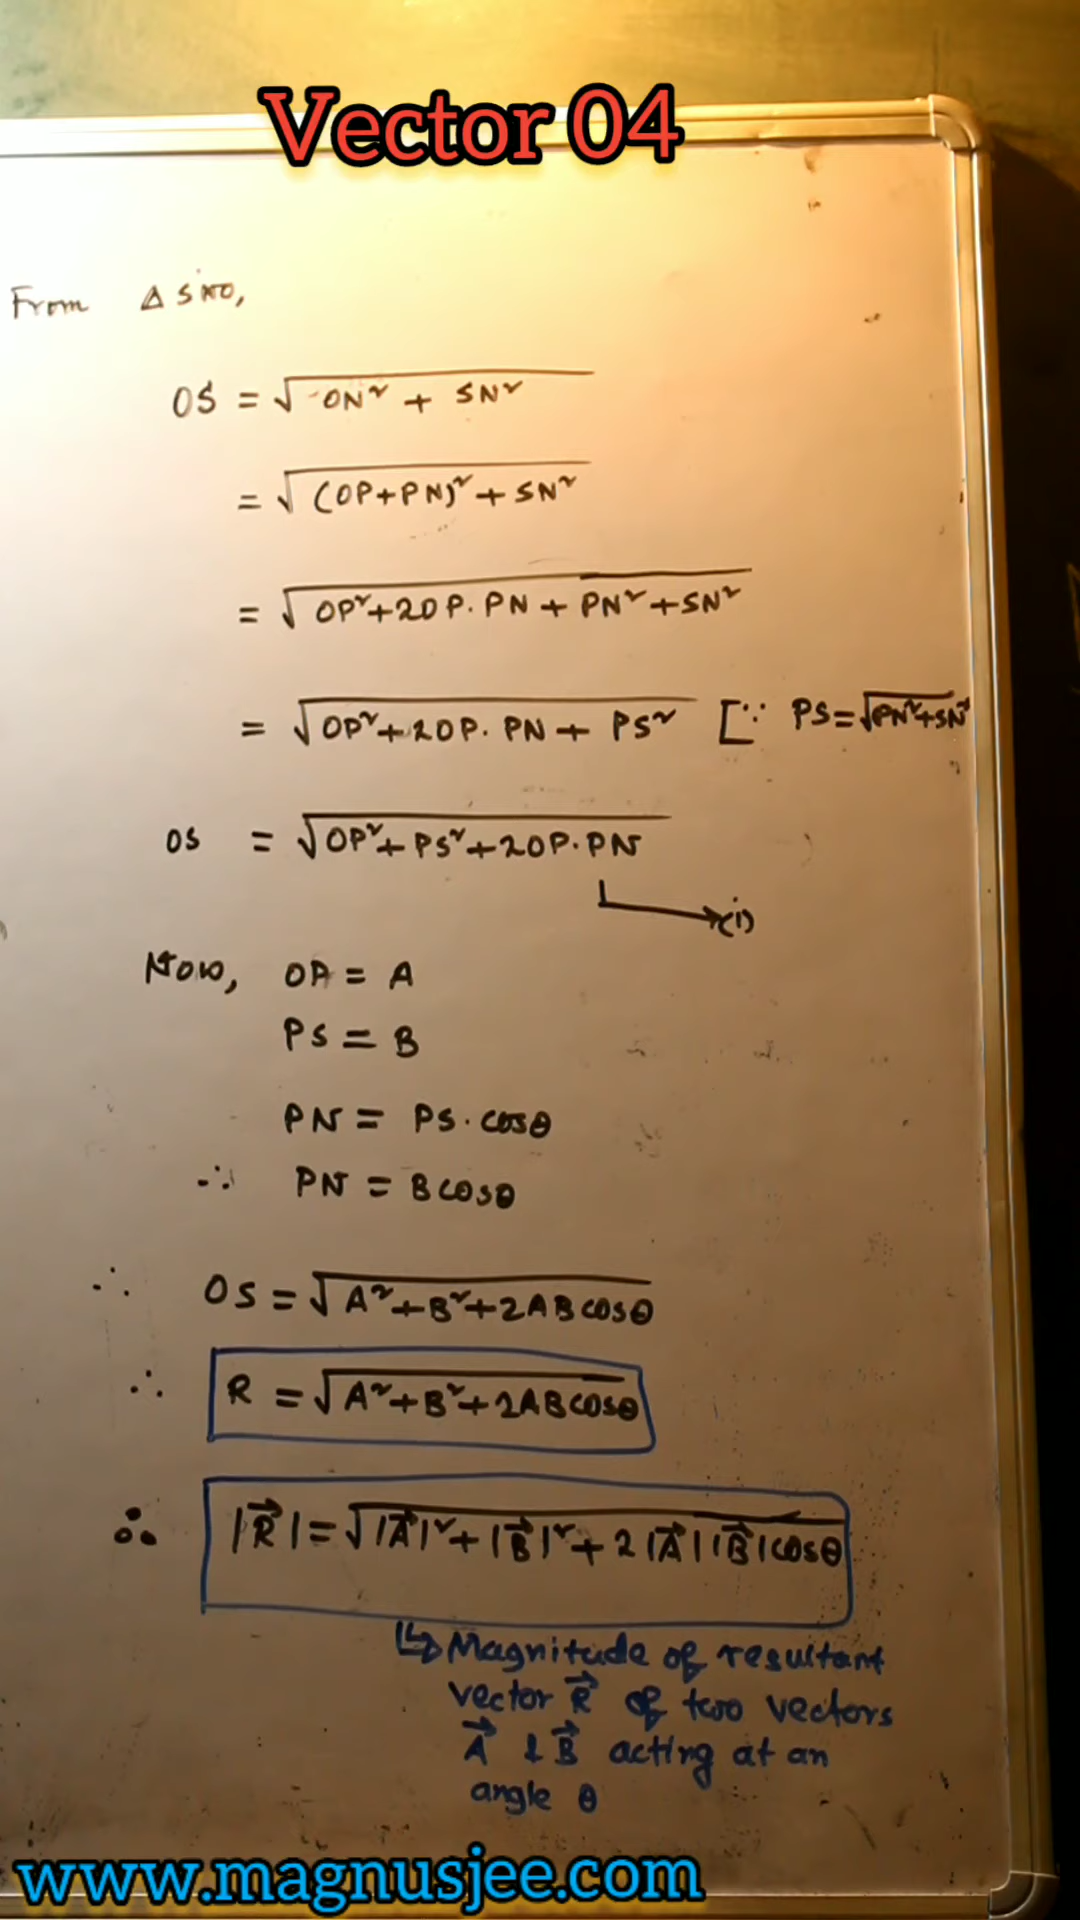 Vector 04
From Δ SNO,
OS = √ON² + SN²
= √(OP+PN)² + SN²
= √OP²+2OP.PN + PN²+SN²
= √OP²+2OP.PN + PS² [∵ PS=√PN²+SN²
OS = √OP²+PS²+2OP.PN
→(i)
Now, OP = A
PS = B
PN = PS.cosθ
∴ PN = Bcosθ
∴ OS = √A²+B²+2ABcosθ
∴ R = √A²+B²+2ABcosθ
∴ |R⃗| = √|A⃗|²+|B⃗|²+2|A⃗||B⃗|cosθ
↳ Magnitude of resultant
vector R⃗ of two vectors
A⃗ & B⃗ acting at an
angle θ
www.magnusjee.com